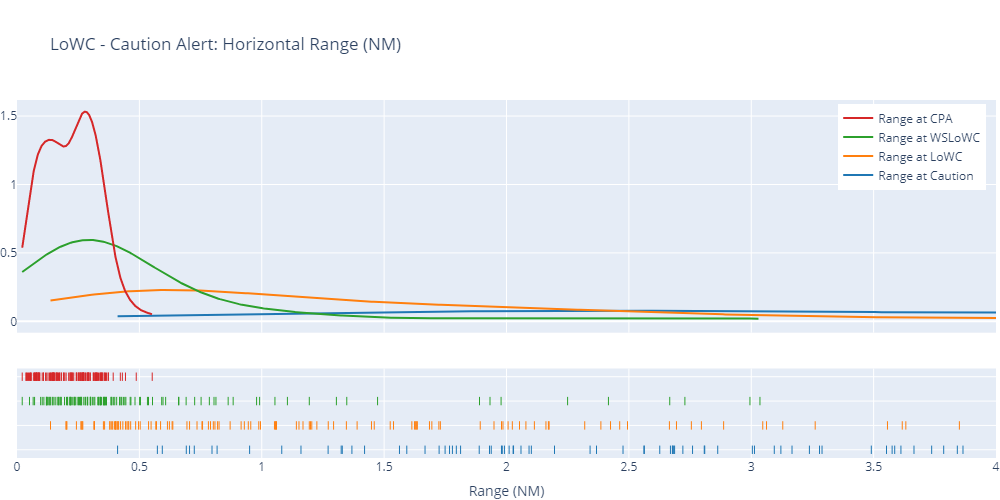 LoWC - Caution Alert: Horizontal Range (NM)
1.5
1
0.5
0
Range at CPA
Range at WSLoWC
Range at LoWC
Range at Caution
0 0.5 1 1.5 2 2.5 3 3.5 4
Range (NM)